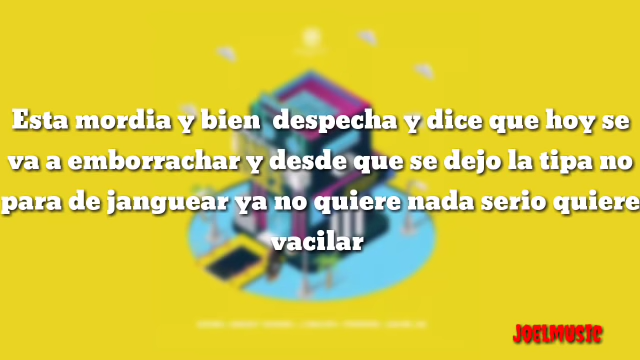 Esta mordia y bien despecha y dice que hoy se
va a emborrachar y desde que se dejo la tipa no
para de janguear ya no quiere nada serio quiere
vacilar
JOELMUSIC